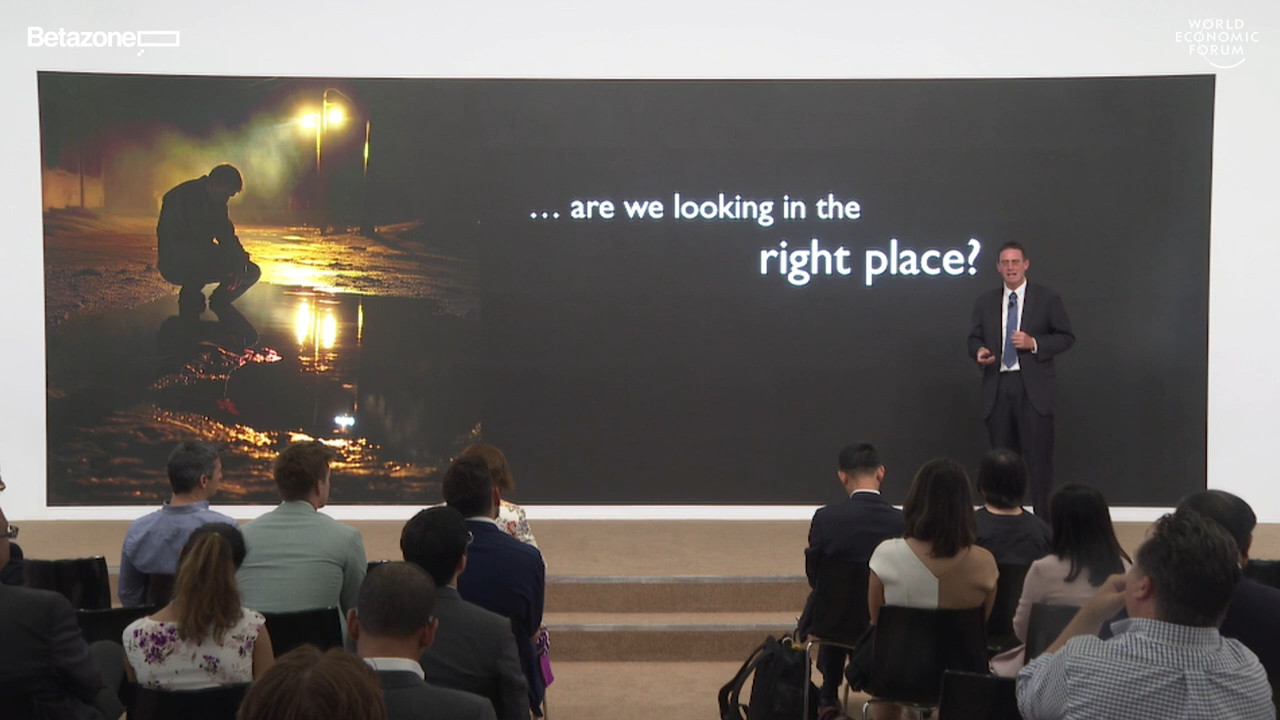 Betazone
WORLD
ECONOMIC
FORUM
... are we looking in the
right place?